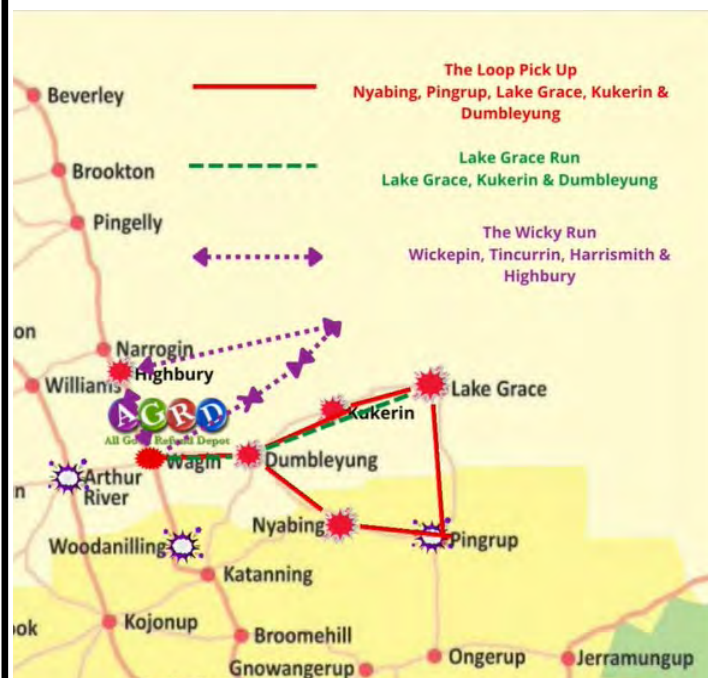 The Loop Pick Up
Nyabing, Pingrup, Lake Grace, Kukerin &
Dumbleyung
Beverley
Lake Grace Run
Lake Grace, Kukerin & Dumbleyung
Brookton
Pingelly
The Wicky Run
Wickepin, Tincurrin, Harrismith &
Highbury
on
Narrogin
Highbury
Williams
Lake Grace
AGRD
Kukerin
All Go Refund Depot
Wagin
Dumbleyung
Arthur
River
n
Nyabing
Woodanilling
Pingrup
Katanning
Kojonup
ok
Broomehill
Gnowangerup
Ongerup
Jerramungup